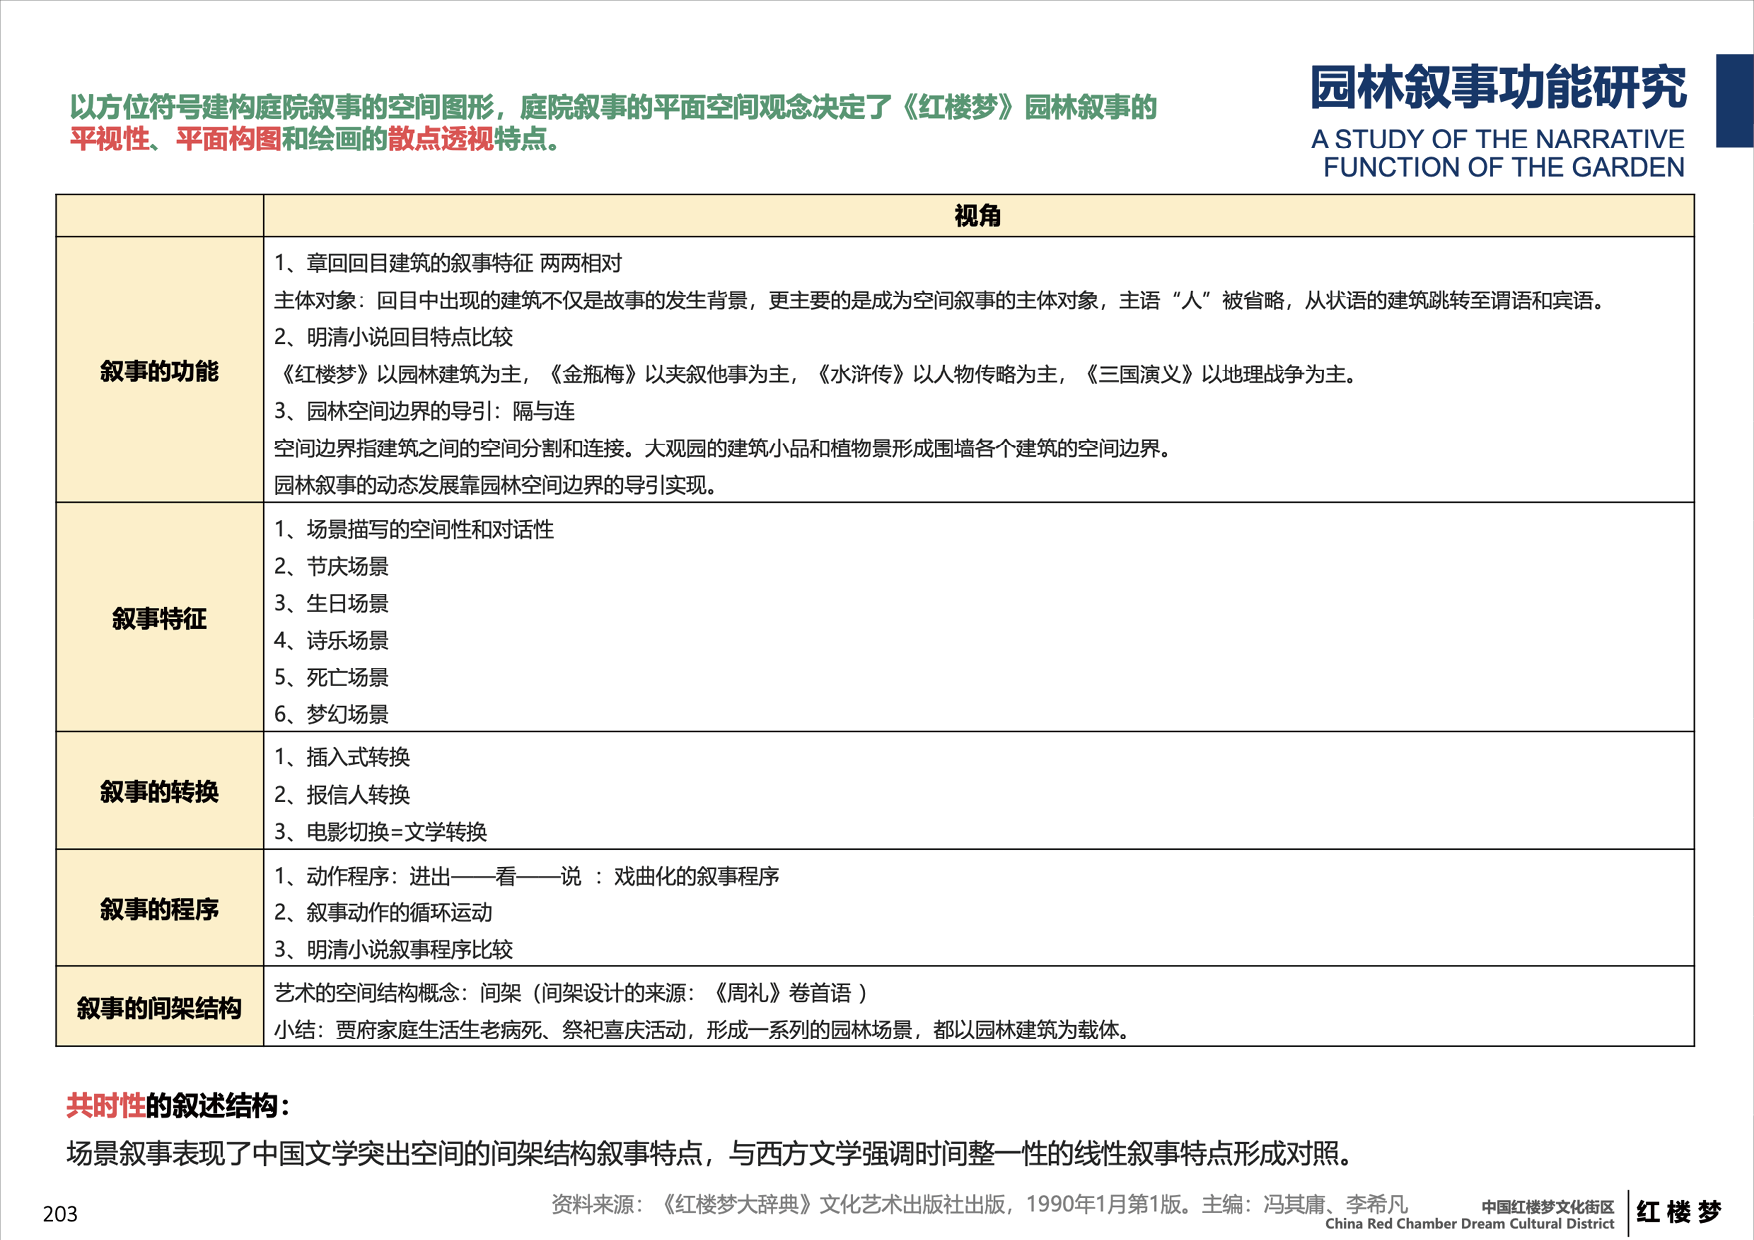 以方位符号建构庭院叙事的空间图形，庭院叙事的平面空间观念决定了《红楼梦》园林叙事的
平视性、平面构图和绘画的散点透视特点。
园林叙事功能研究
A STUDY OF THE NARRATIVE
FUNCTION OF THE GARDEN
视角
叙事的功能
1、章回回目建筑的叙事特征 两两相对
主体对象：回目中出现的建筑不仅是故事的发生背景，更主要的是成为空间叙事的主体对象，主语“人”被省略，从状语的建筑跳转至谓语和宾语。
2、明清小说回目特点比较
《红楼梦》以园林建筑为主，《金瓶梅》以夹叙他事为主，《水浒传》以人物传略为主，《三国演义》以地理战争为主。
3、园林空间边界的导引：隔与连
空间边界指建筑之间的空间分割和连接。大观园的建筑小品和植物景形成围墙各个建筑的空间边界。
园林叙事的动态发展靠园林空间边界的导引实现。
叙事特征
1、场景描写的空间性和对话性
2、节庆场景
3、生日场景
4、诗乐场景
5、死亡场景
6、梦幻场景
叙事的转换
1、插入式转换
2、报信人转换
3、电影切换=文学转换
叙事的程序
1、动作程序：进出——看——说 ：戏曲化的叙事程序
2、叙事动作的循环运动
3、明清小说叙事程序比较
叙事的间架结构
艺术的空间结构概念：间架（间架设计的来源：《周礼》卷首语 ）
小结：贾府家庭生活生老病死、祭祀喜庆活动，形成一系列的园林场景，都以园林建筑为载体。
共时性的叙述结构：
场景叙事表现了中国文学突出空间的间架结构叙事特点，与西方文学强调时间整一性的线性叙事特点形成对照。
资料来源：《红楼梦大辞典》文化艺术出版社出版，1990年1月第1版。主编：冯其庸、李希凡
203
中国红楼梦文化街区
China Red Chamber Dream Cultural District
红楼梦